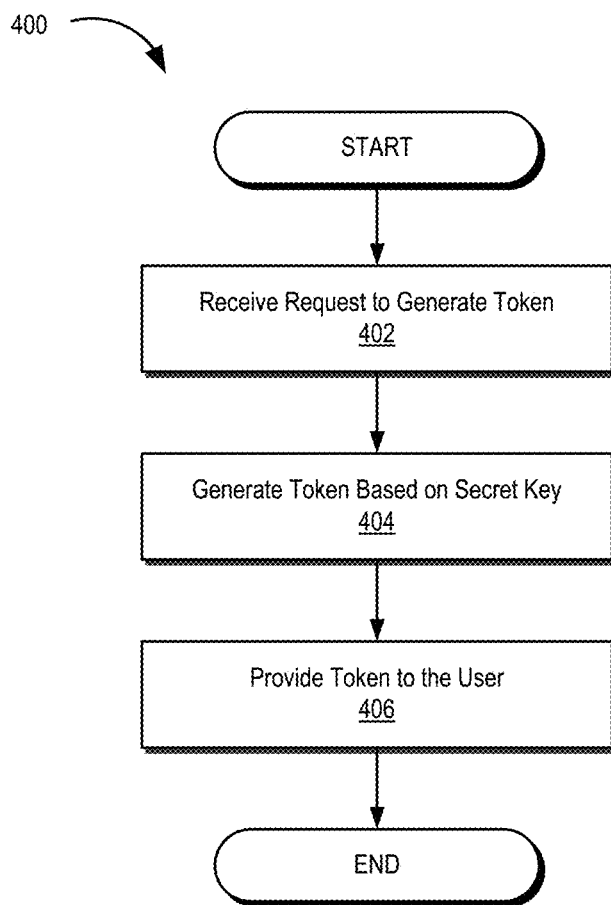 400
START
Receive Request to Generate Token
402
Generate Token Based on Secret Key
404
Provide Token to the User
406
END